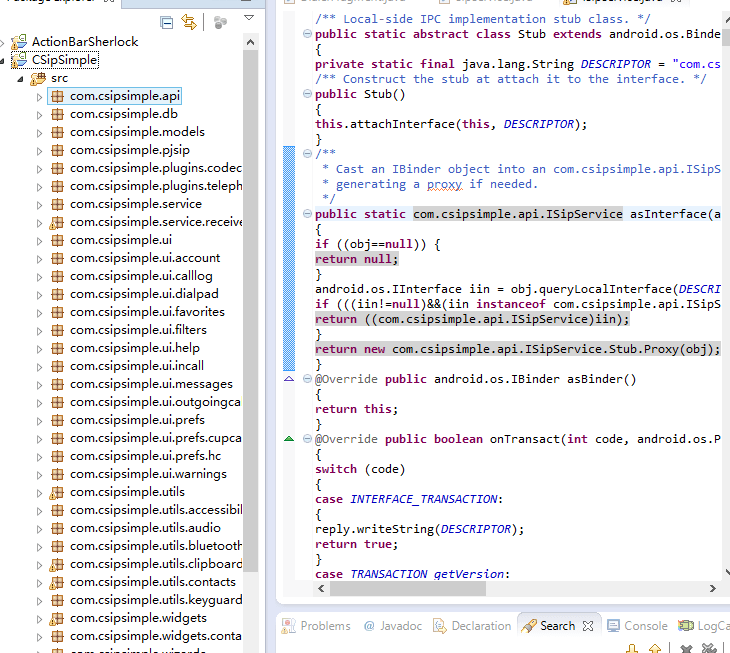 ActionBarSherlock
CSipSimple
src
com.csipsimple.api
com.csipsimple.db
com.csipsimple.models
com.csipsimple.pjsip
com.csipsimple.plugins.codec
com.csipsimple.plugins.teleph
com.csipsimple.service
com.csipsimple.service.receive
com.csipsimple.ui
com.csipsimple.ui.account
com.csipsimple.ui.calllog
com.csipsimple.ui.dialpad
com.csipsimple.ui.favorites
com.csipsimple.ui.filters
com.csipsimple.ui.help
com.csipsimple.ui.incall
com.csipsimple.ui.messages
com.csipsimple.ui.outgoingca
com.csipsimple.ui.prefs
com.csipsimple.ui.prefs.cupca
com.csipsimple.ui.prefs.hc
com.csipsimple.ui.warnings
com.csipsimple.utils
com.csipsimple.utils.accessibil
com.csipsimple.utils.audio
com.csipsimple.utils.bluetooth
com.csipsimple.utils.clipboard
com.csipsimple.utils.contacts
com.csipsimple.utils.keyguard
com.csipsimple.widgets
com.csipsimple.widgets.conta
/** Local-side IPC implementation stub class. */
public static abstract class Stub extends android.os.Binde
{
private static final java.lang.String DESCRIPTOR = "com.cs
/** Construct the stub at attach it to the interface. */
public Stub()
{
this.attachInterface(this, DESCRIPTOR);
}
/**
* Cast an IBinder object into an com.csipsimple.api.ISipS
* generating a proxy if needed.
*/
public static com.csipsimple.api.ISipService asInterface(a
{
if ((obj==null)) {
return null;
}
android.os.IInterface iin = obj.queryLocalInterface(DESCRI
if (((iin!=null)&&(iin instanceof com.csipsimple.api.ISipS
return ((com.csipsimple.api.ISipService)iin);
}
return new com.csipsimple.api.ISipService.Stub.Proxy(obj);
}
@Override public android.os.IBinder asBinder()
{
return this;
}
@Override public boolean onTransact(int code, android.os.P
{
switch (code)
{
case INTERFACE_TRANSACTION:
{
reply.writeString(DESCRIPTOR);
return true;
}
case TRANSACTION_getVersion:
Problems @ Javadoc Declaration Search Console LogCa